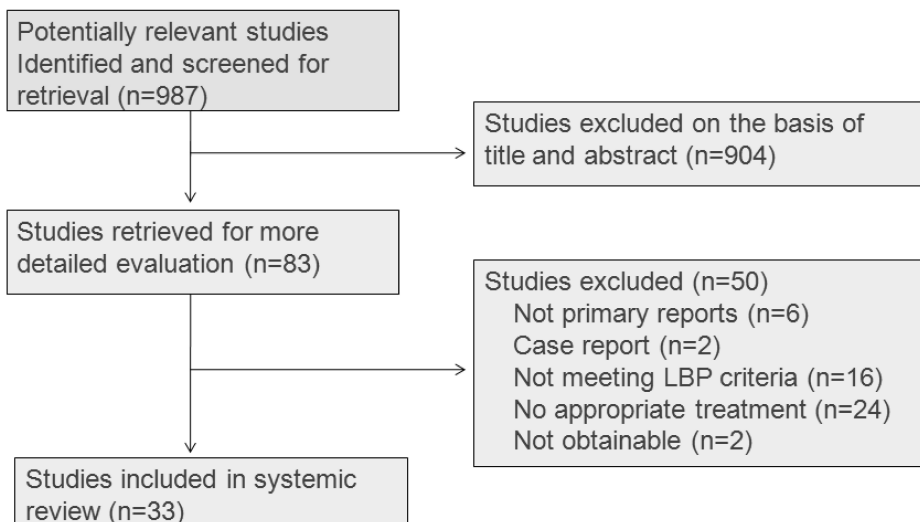 Potentially relevant studies
Identified and screened for
retrieval (n=987)
Studies excluded on the basis of
title and abstract (n=904)
Studies retrieved for more
detailed evaluation (n=83)
Studies excluded (n=50)
Not primary reports (n=6)
Case report (n=2)
Not meeting LBP criteria (n=16)
No appropriate treatment (n=24)
Not obtainable (n=2)
Studies included in systemic
review (n=33)